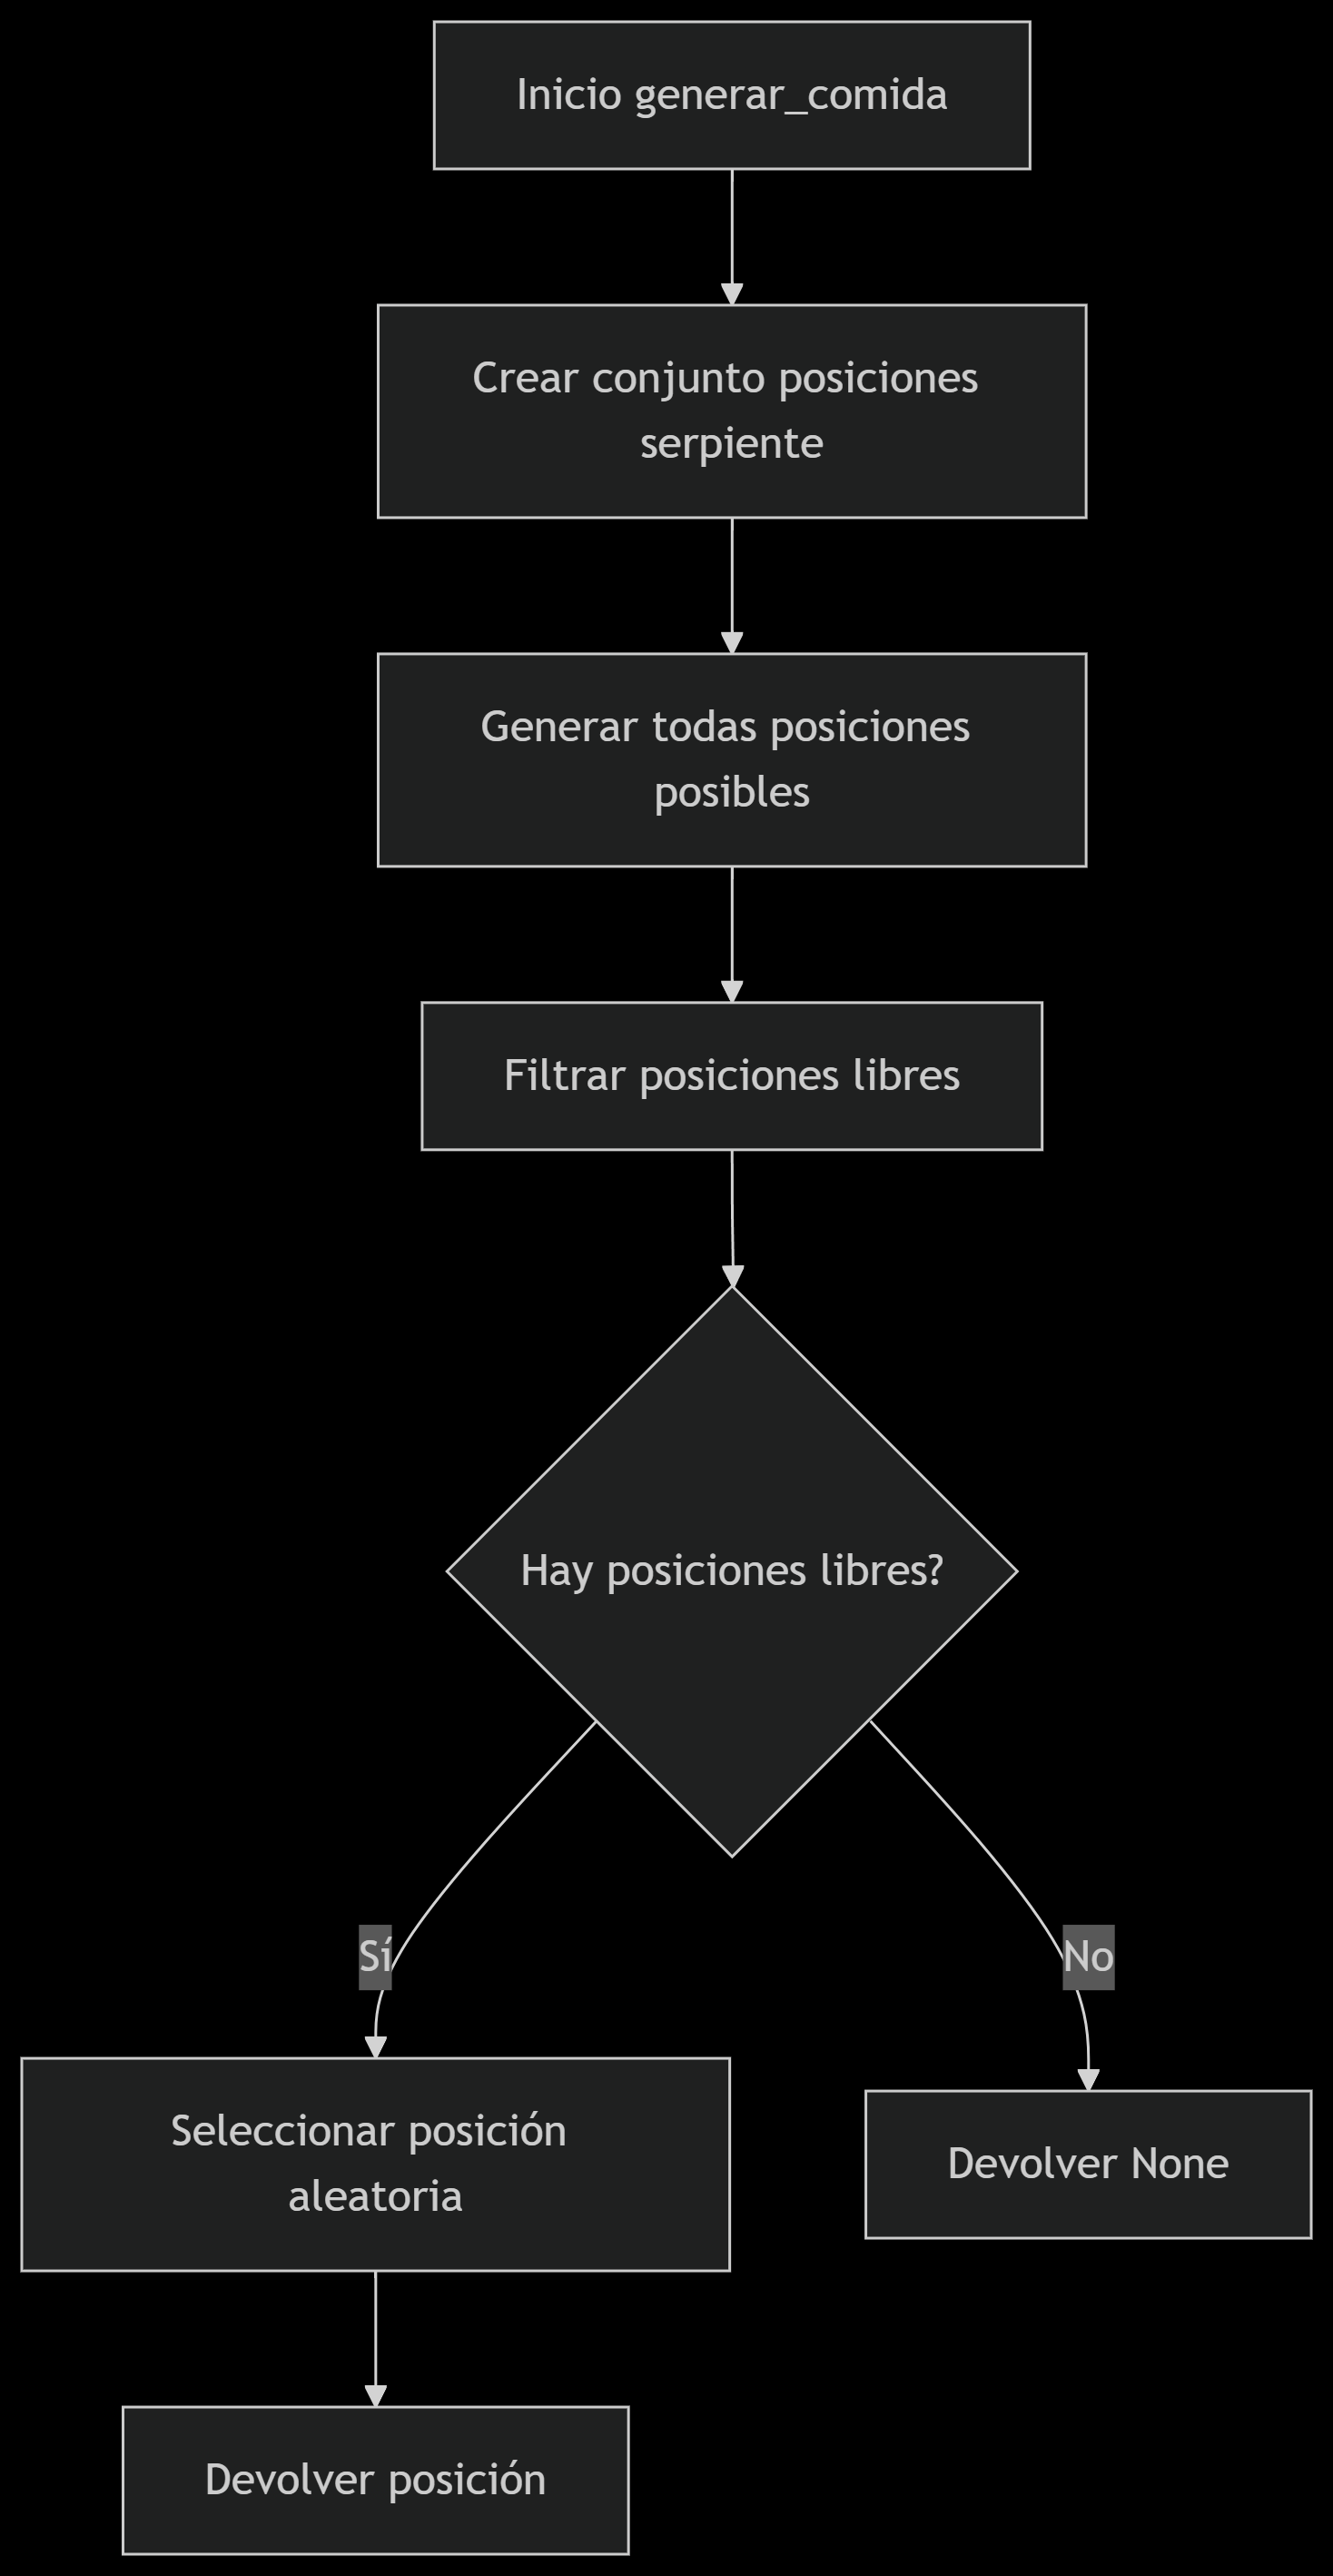 Inicio generar_comida
Crear conjunto posiciones
serpiente
Generar todas posiciones
posibles
Filtrar posiciones libres
Hay posiciones libres?
Sí
No
Seleccionar posición
aleatoria
Devolver None
Devolver posición